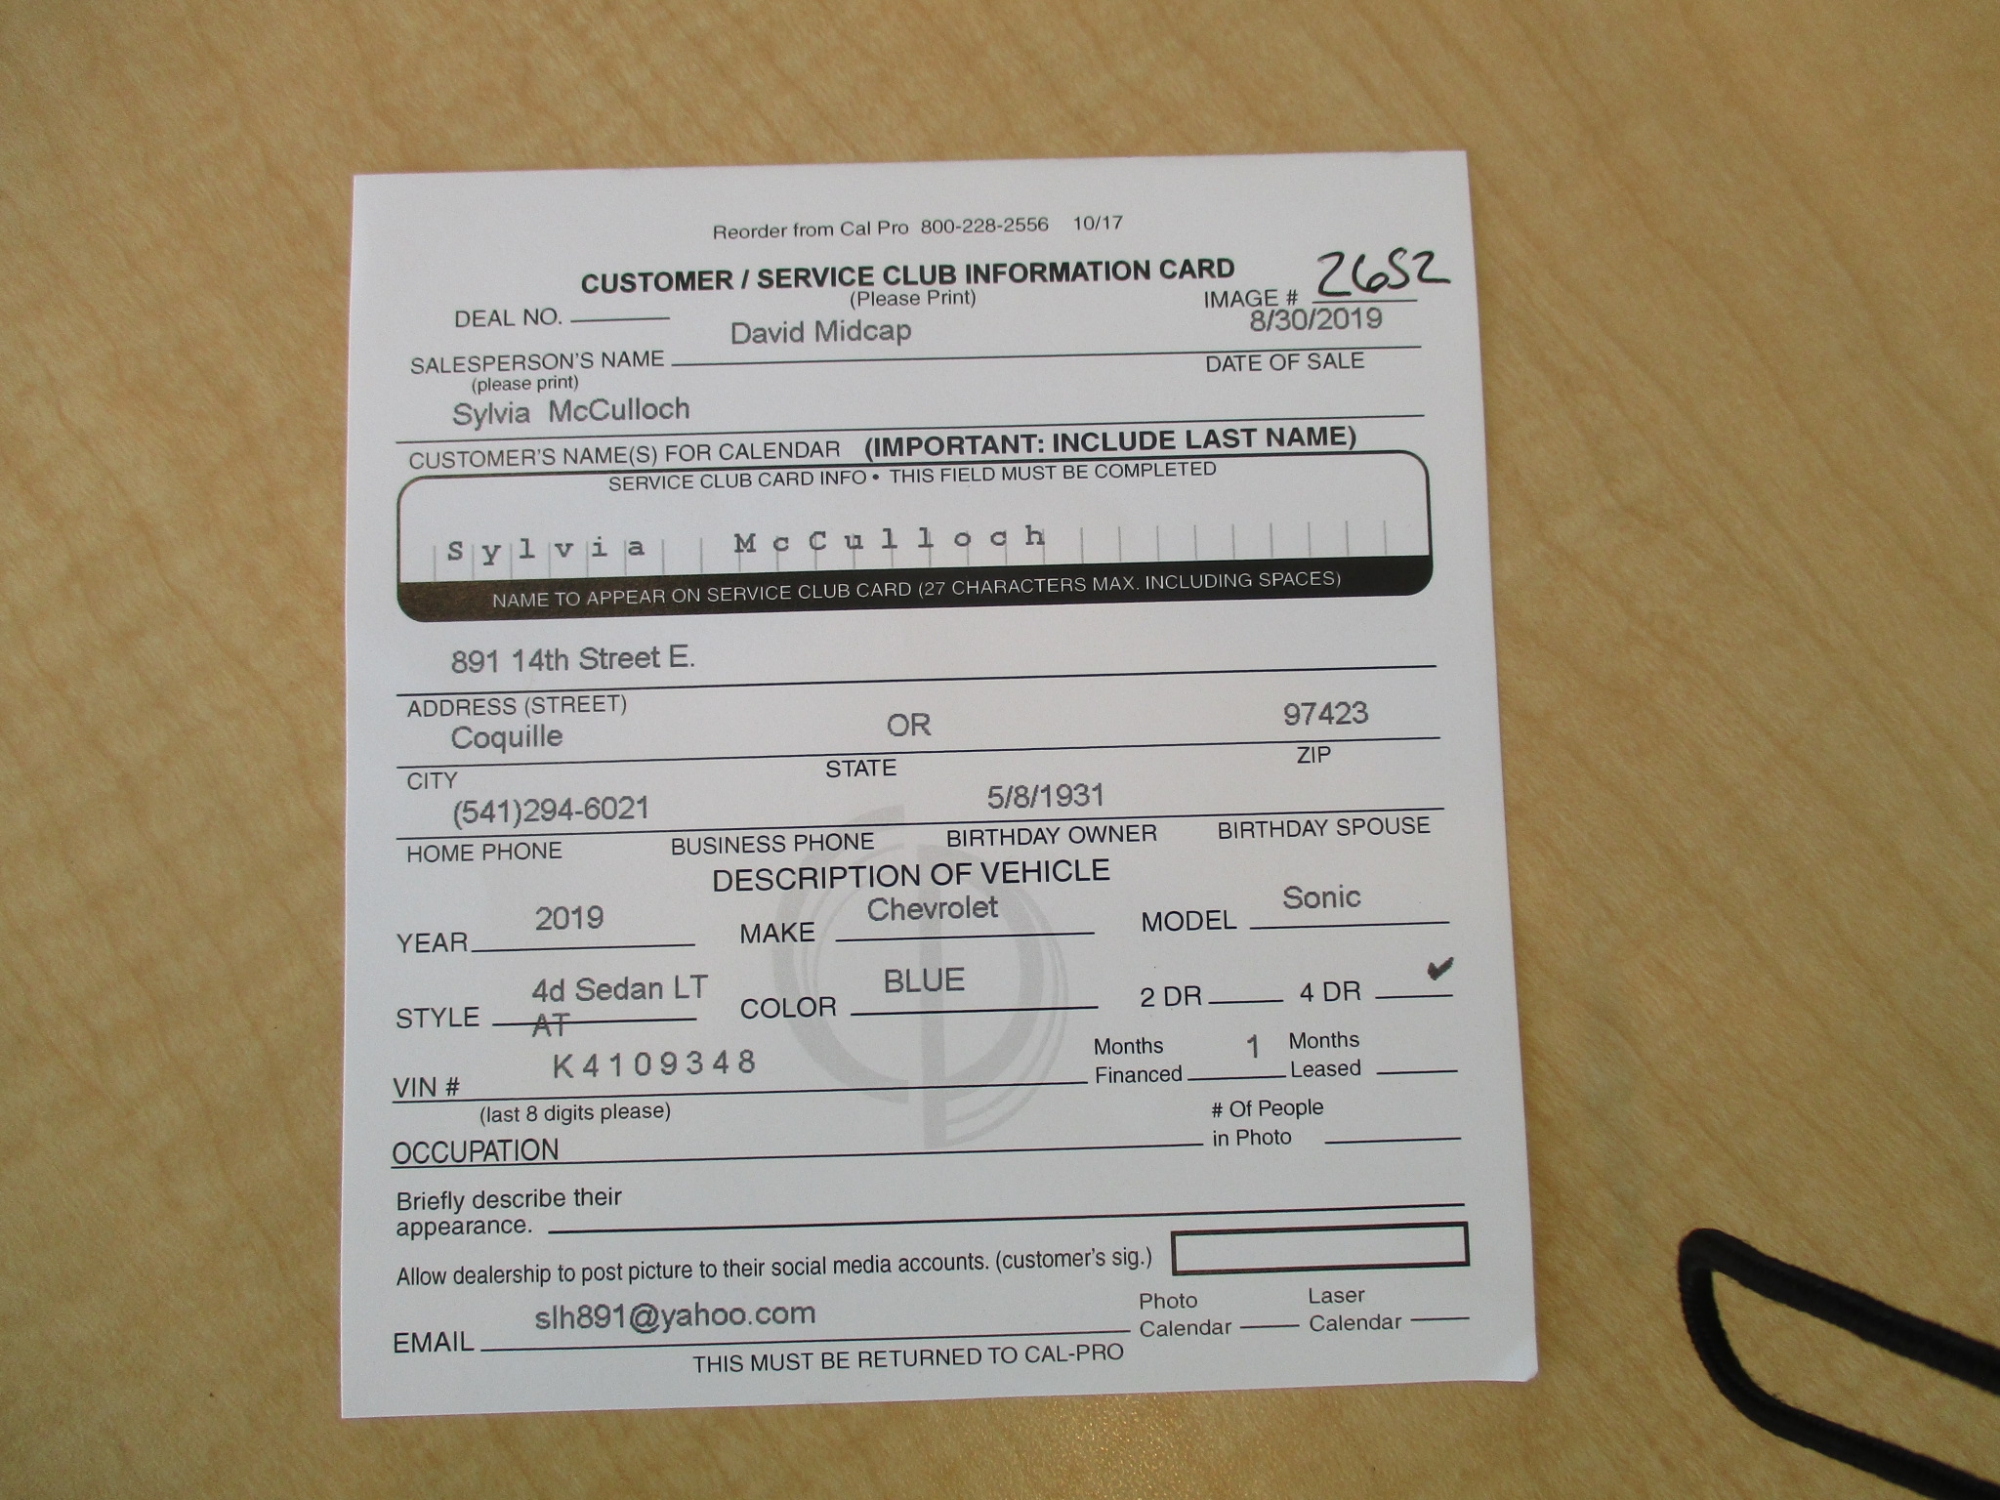 Reorder from Cal Pro 800-228-2556 10/17
CUSTOMER / SERVICE CLUB INFORMATION CARD
(Please Print)
DEAL NO. IMAGE # 2652
David Midcap 8/30/2019
SALESPERSON'S NAME DATE OF SALE
(please print)
Sylvia McCulloch
CUSTOMER'S NAME(S) FOR CALENDAR (IMPORTANT: INCLUDE LAST NAME)
SERVICE CLUB CARD INFO • THIS FIELD MUST BE COMPLETED
Sylvia McCulloch
NAME TO APPEAR ON SERVICE CLUB CARD (27 CHARACTERS MAX. INCLUDING SPACES)
891 14th Street E.
ADDRESS (STREET)
Coquille OR 97423
CITY STATE ZIP
(541)294-6021 5/8/1931
HOME PHONE BUSINESS PHONE BIRTHDAY OWNER BIRTHDAY SPOUSE
DESCRIPTION OF VEHICLE
YEAR 2019 MAKE Chevrolet MODEL Sonic
STYLE 4d Sedan LT AT COLOR BLUE 2 DR 4 DR ✔
VIN # K4109348 Months Financed 1 Months Leased
(last 8 digits please)
OCCUPATION # Of People in Photo
Briefly describe their
appearance.
Allow dealership to post picture to their social media accounts. (customer's sig.)
EMAIL slh891@yahoo.com Photo Calendar Laser Calendar
THIS MUST BE RETURNED TO CAL-PRO